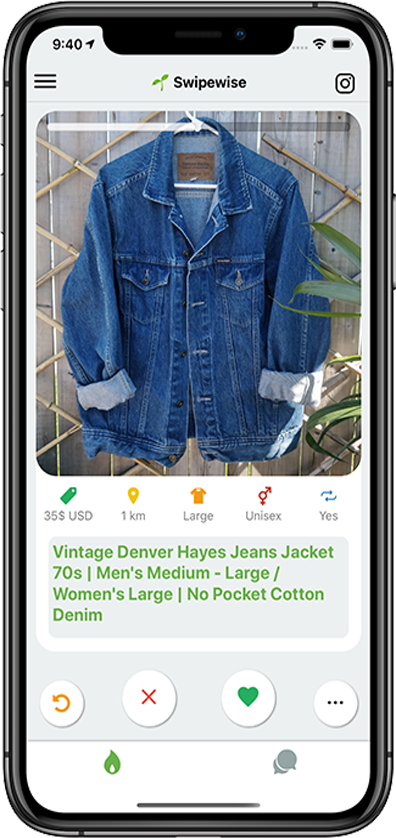 9:40
Swipewise
35$ USD
1 km
Large
Unisex
Yes
Vintage Denver Hayes Jeans Jacket
70s | Men's Medium - Large /
Women's Large | No Pocket Cotton
Denim